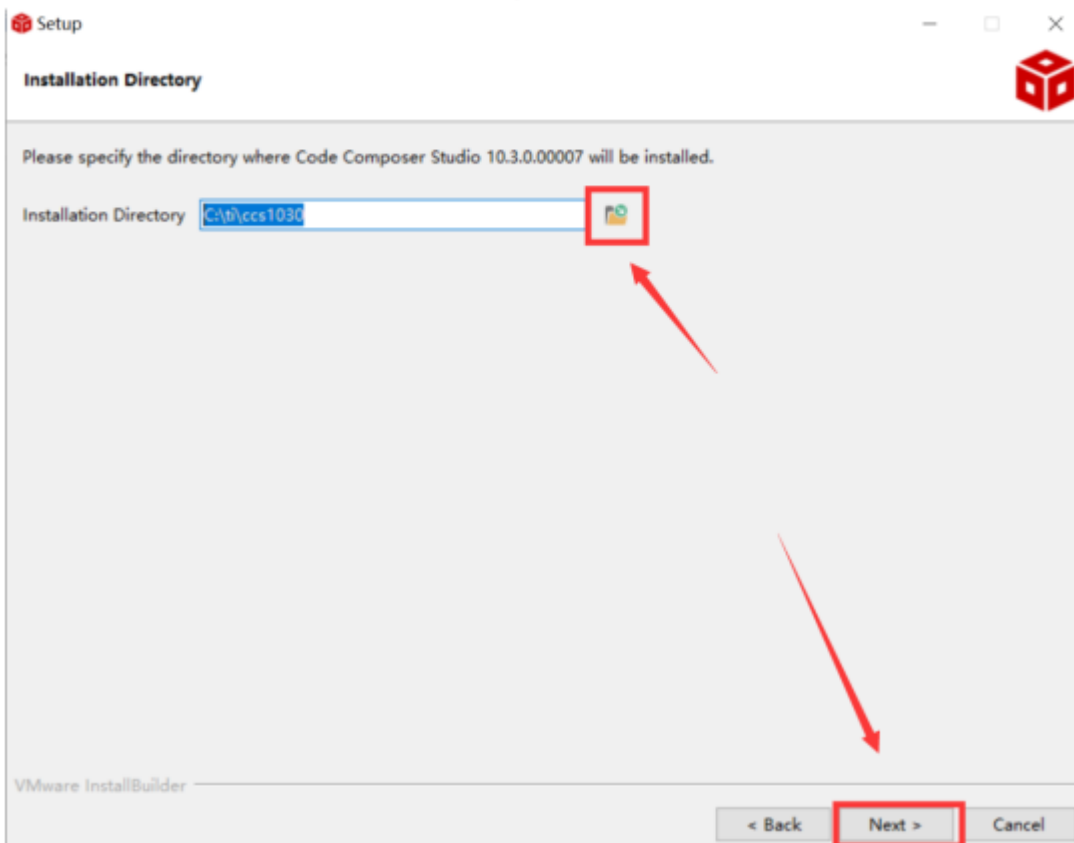 Setup
Installation Directory
Please specify the directory where Code Composer Studio 10.3.0.00007 will be installed.
Installation Directory C:\ti\ccs1030
VMware InstallBuilder
< Back Next > Cancel